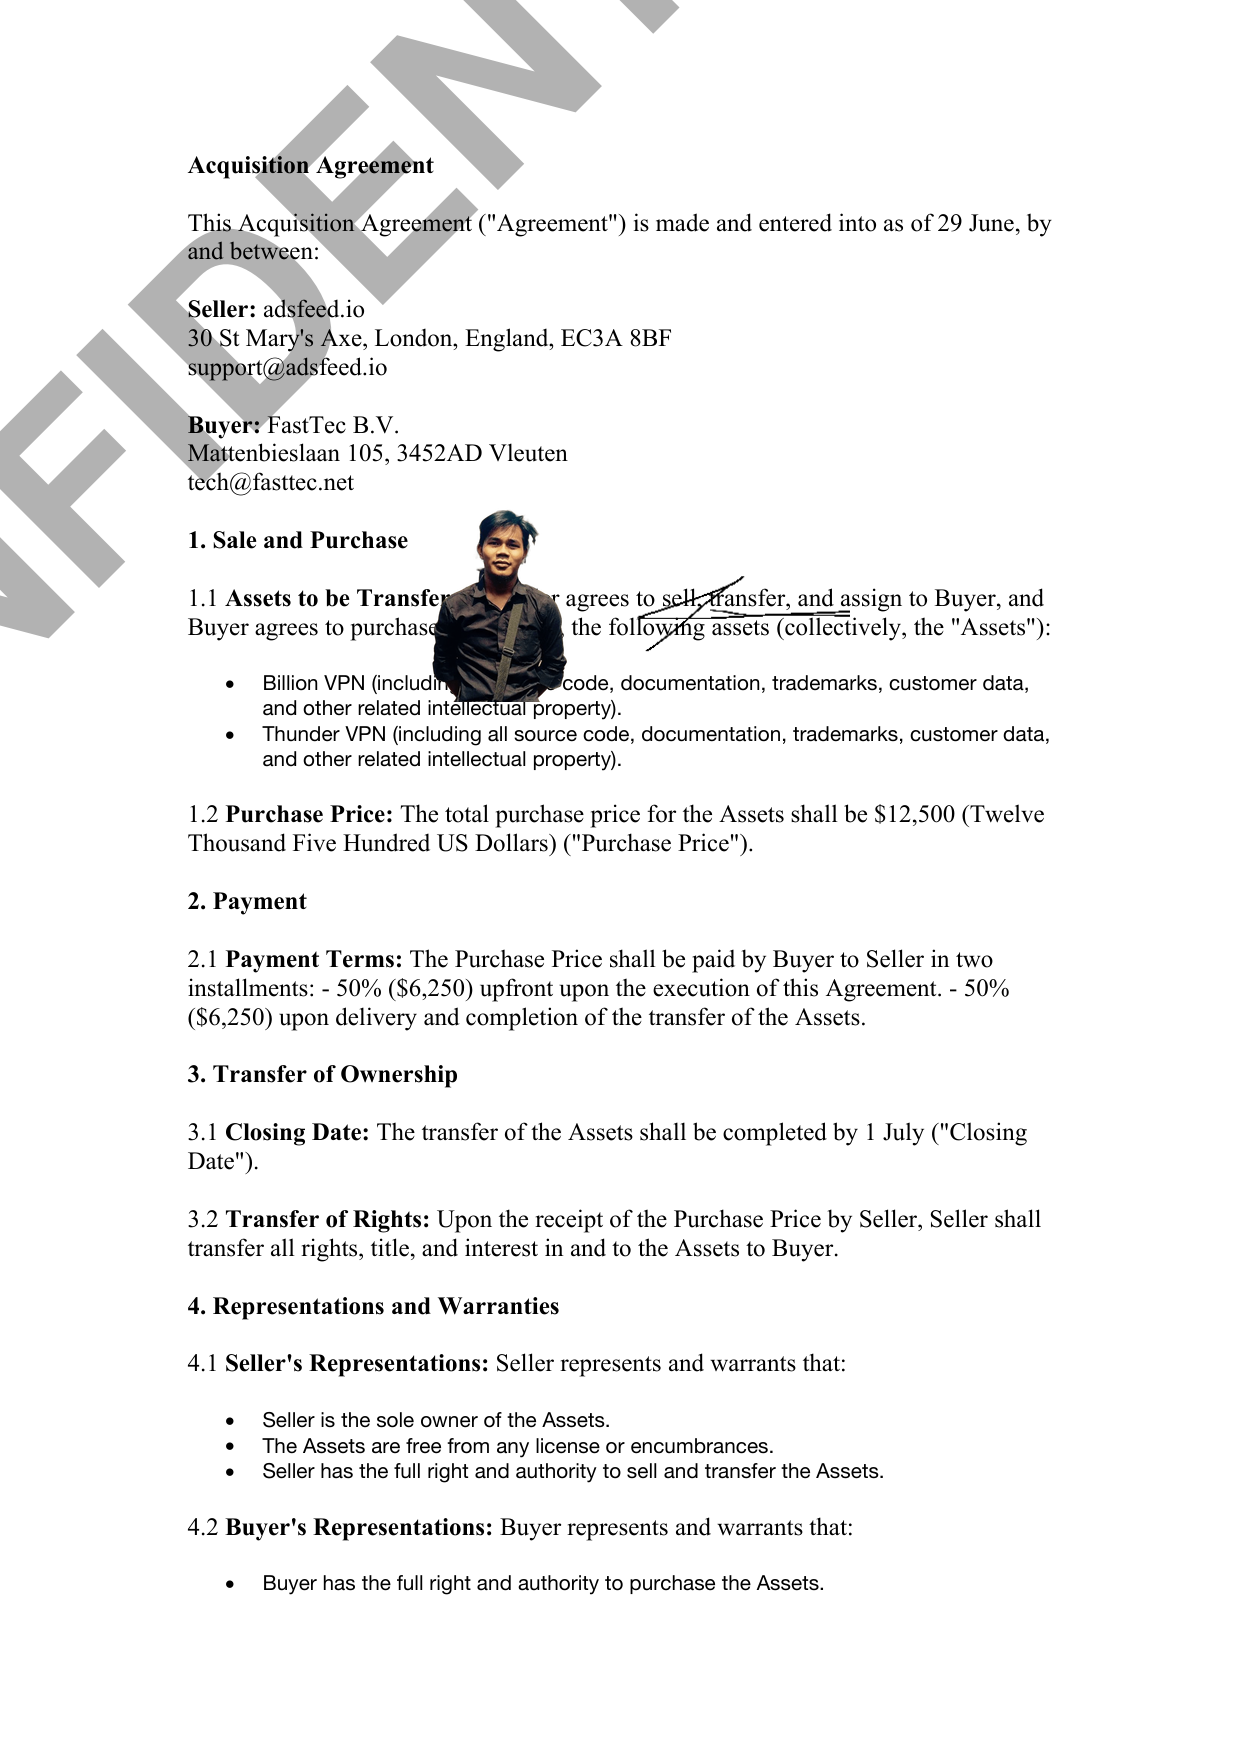 Acquisition Agreement
This Acquisition Agreement ("Agreement") is made and entered into as of 29 June, by
and between:
Seller: adsfeed.io
30 St Mary's Axe, London, England, EC3A 8BF
support@adsfeed.io
Buyer: FastTec B.V.
Mattenbieslaan 105, 3452AD Vleuten
tech@fasttec.net
1. Sale and Purchase
1.1 Assets to be Transfer agrees to sell, transfer, and assign to Buyer, and
Buyer agrees to purchase the following assets (collectively, the "Assets"):
• Billion VPN (including code, documentation, trademarks, customer data,
and other related intellectual property).
• Thunder VPN (including all source code, documentation, trademarks, customer data,
and other related intellectual property).
1.2 Purchase Price: The total purchase price for the Assets shall be $12,500 (Twelve
Thousand Five Hundred US Dollars) ("Purchase Price").
2. Payment
2.1 Payment Terms: The Purchase Price shall be paid by Buyer to Seller in two
installments: - 50% ($6,250) upfront upon the execution of this Agreement. - 50%
($6,250) upon delivery and completion of the transfer of the Assets.
3. Transfer of Ownership
3.1 Closing Date: The transfer of the Assets shall be completed by 1 July ("Closing
Date").
3.2 Transfer of Rights: Upon the receipt of the Purchase Price by Seller, Seller shall
transfer all rights, title, and interest in and to the Assets to Buyer.
4. Representations and Warranties
4.1 Seller's Representations: Seller represents and warrants that:
• Seller is the sole owner of the Assets.
• The Assets are free from any license or encumbrances.
• Seller has the full right and authority to sell and transfer the Assets.
4.2 Buyer's Representations: Buyer represents and warrants that:
• Buyer has the full right and authority to purchase the Assets.